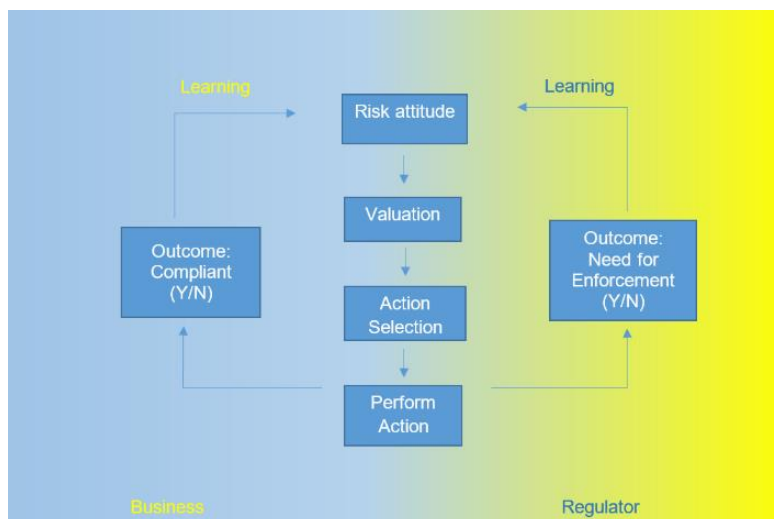 Learning
Learning
Risk attitude
Valuation
Outcome:
Compliant
(Y/N)
Outcome:
Need for
Enforcement
(Y/N)
Action
Selection
Perform
Action
Business
Regulator